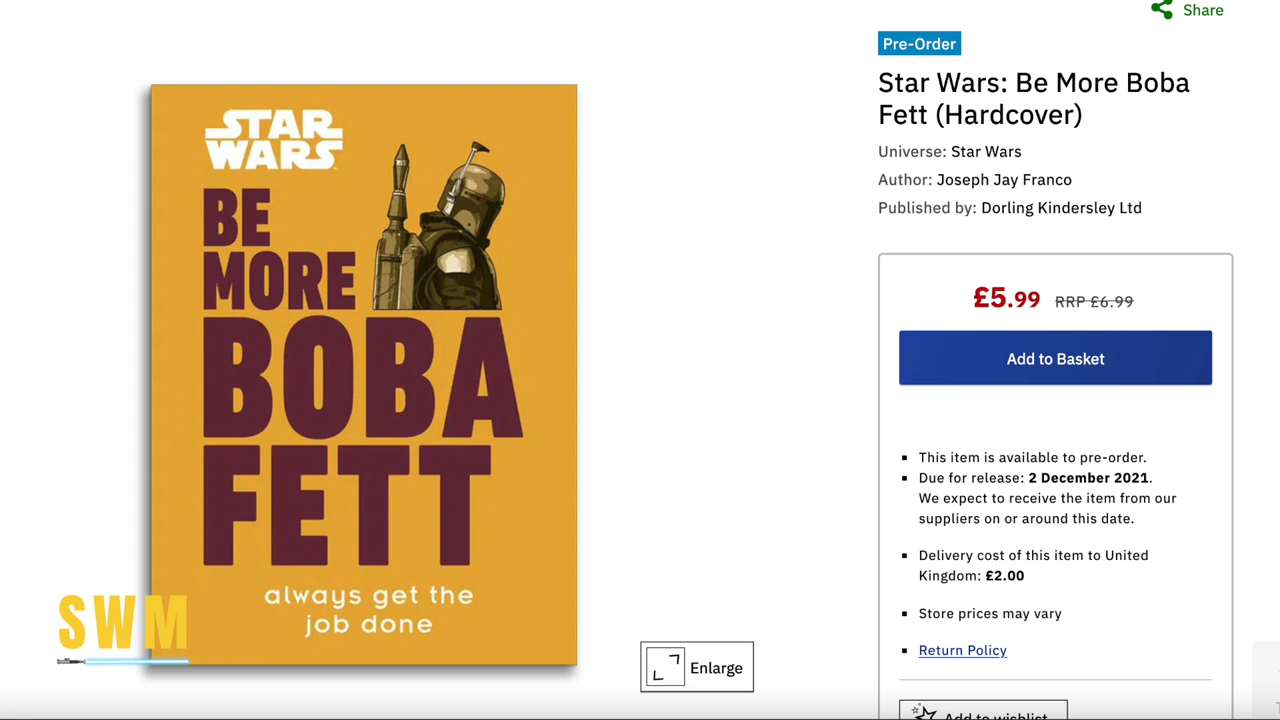 Share
Pre-Order
Star Wars: Be More Boba
Fett (Hardcover)
Universe: Star Wars
Author: Joseph Jay Franco
Published by: Dorling Kindersley Ltd
STAR
WARS
BE
MORE
BOBA
FETT
always get the
job done
SWM
Enlarge
£5.99 RRP £6.99
Add to Basket
▪ This item is available to pre-order.
▪ Due for release: 2 December 2021.
We expect to receive the item from our
suppliers on or around this date.
▪ Delivery cost of this item to United
Kingdom: £2.00
▪ Store prices may vary
▪ Return Policy
Add to wishlist